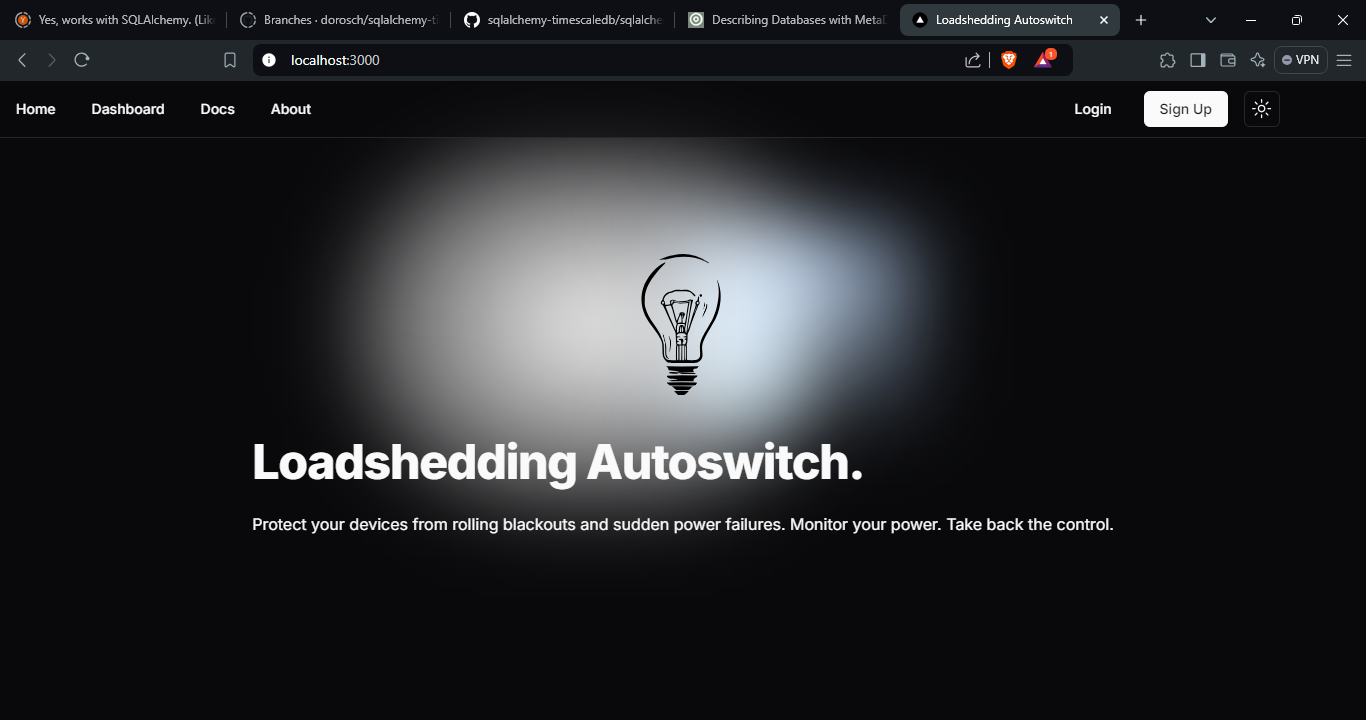 Yes, works with SQLAlchemy. (Lik
Branches · dorosch/sqlalchemy-ti
sqlalchemy-timescaledb/sqlalche
Describing Databases with MetaD
Loadshedding Autoswitch
localhost:3000
1
VPN
Home
Dashboard
Docs
About
Login
Sign Up
Loadshedding Autoswitch.
Protect your devices from rolling blackouts and sudden power failures. Monitor your power. Take back the control.